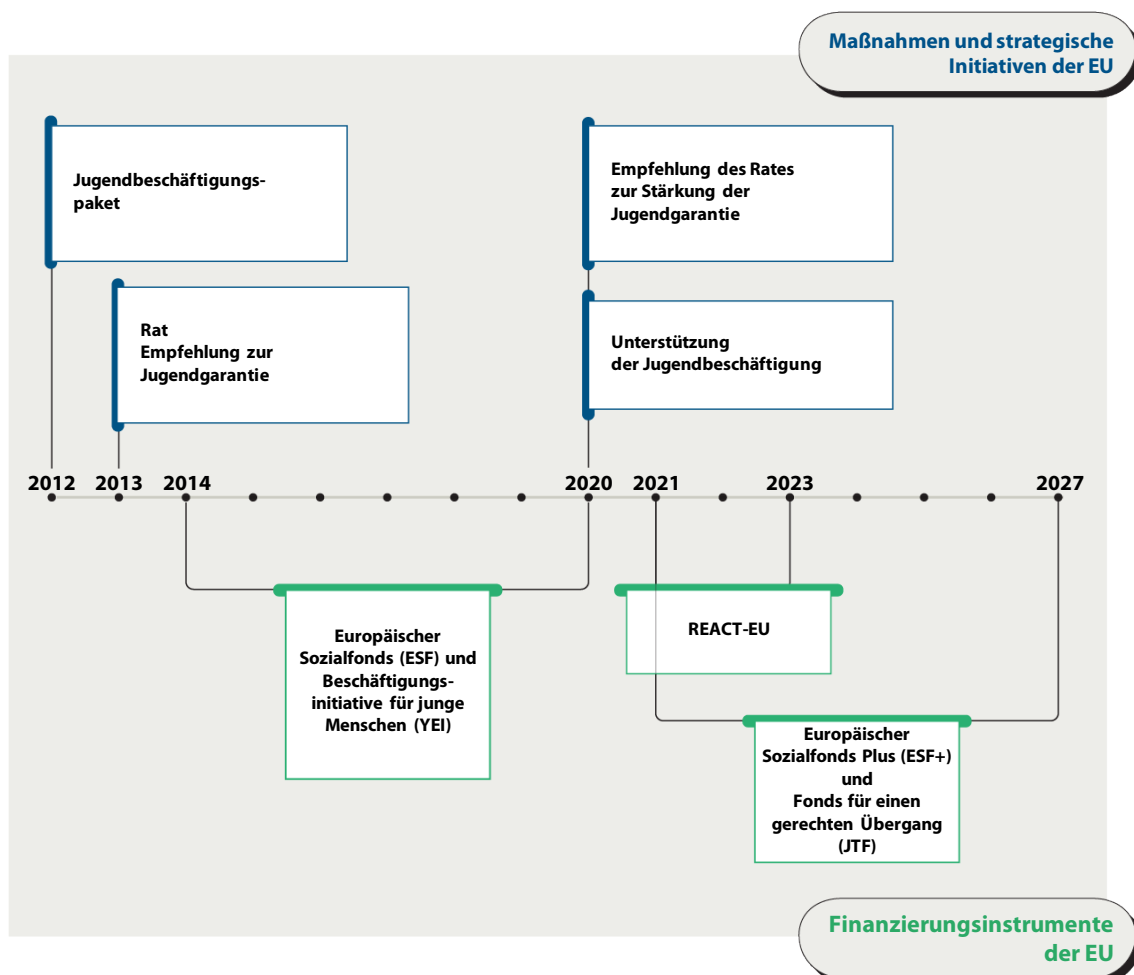 Maßnahmen und strategische
Initiativen der EU
Jugendbeschäftigungs-
paket
Empfehlung des Rates
zur Stärkung der
Jugendgarantie
Rat
Empfehlung zur
Jugendgarantie
Unterstützung
der Jugendbeschäftigung
2012 2013 2014 2020 2021 2023 2027
Europäischer
Sozialfonds (ESF) und
Beschäftigungs-
initiative für junge
Menschen (YEI)
REACT-EU
Europäischer
Sozialfonds Plus (ESF+)
und
Fonds für einen
gerechten Übergang
(JTF)
Finanzierungsinstrumente
der EU